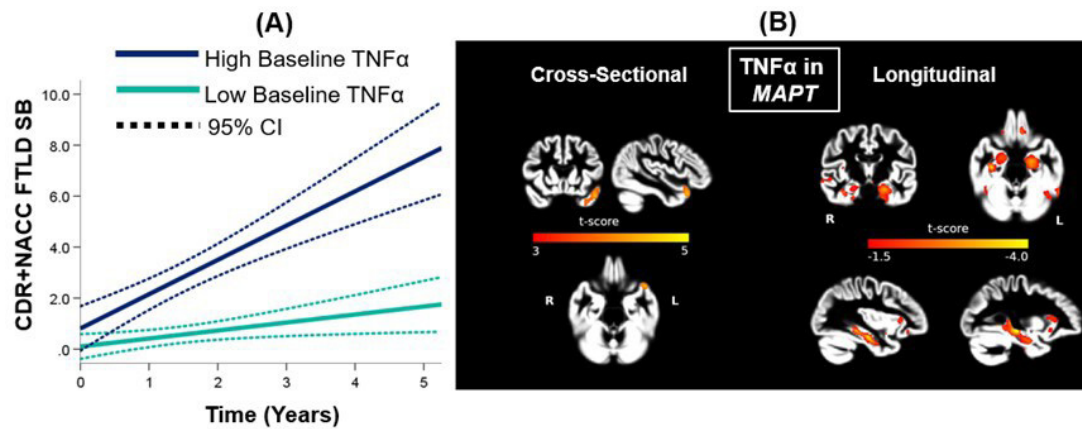 (A)
High Baseline TNFα
Low Baseline TNFα
95% CI
CDR+NACC FTLD SB
10.0
8.0
6.0
4.0
2.0
.0
0 1 2 3 4 5
Time (Years)
(B)
Cross-Sectional
TNFα in
MAPT
Longitudinal
t-score
3 5
R L
R L
t-score
-1.5 -4.0